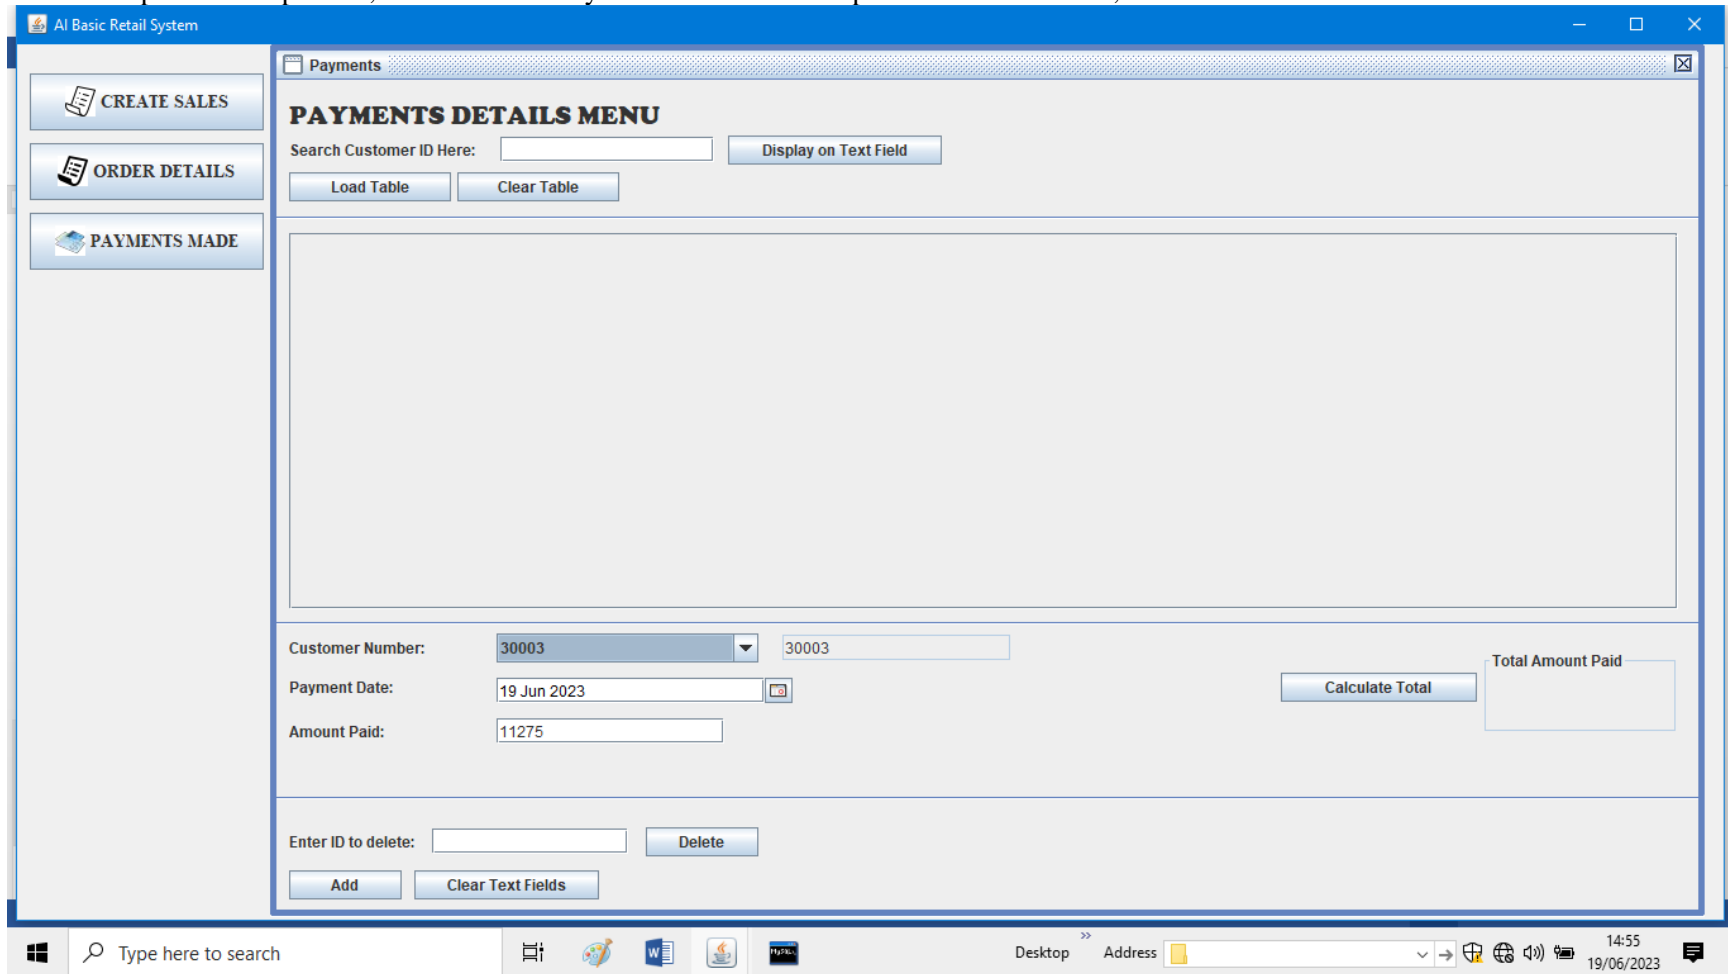 AI Basic Retail System
CREATE SALES
ORDER DETAILS
PAYMENTS MADE
Payments
PAYMENTS DETAILS MENU
Search Customer ID Here:
Display on Text Field
Load Table
Clear Table
Customer Number:
30003
30003
Payment Date:
19 Jun 2023
Amount Paid:
11275
Calculate Total
Total Amount Paid
Enter ID to delete:
Delete
Add
Clear Text Fields
Type here to search
Desktop
Address
14:55
19/06/2023